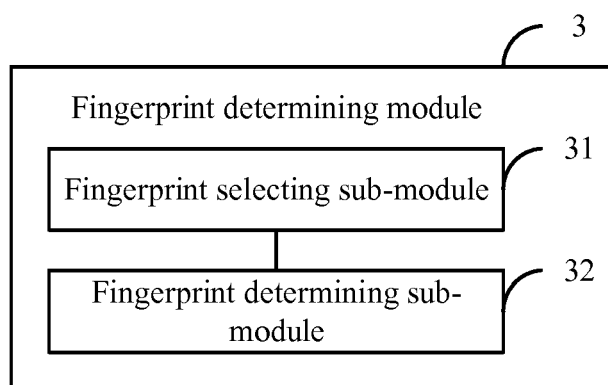 3
Fingerprint determining module
31
Fingerprint selecting sub-module
32
Fingerprint determining sub-
module